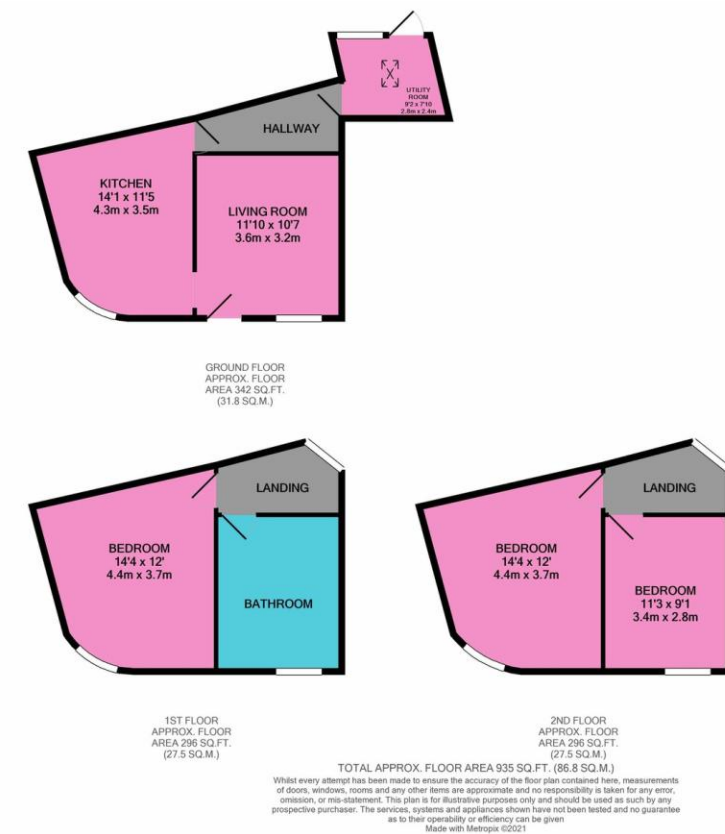 UTILITY
ROOM
9'2 x 7'10
2.8m x 2.4m
HALLWAY
KITCHEN
14'1 x 11'5
4.3m x 3.5m
LIVING ROOM
11'10 x 10'7
3.6m x 3.2m
GROUND FLOOR
APPROX. FLOOR
AREA 342 SQ.FT.
(31.8 SQ.M.)
LANDING
BEDROOM
14'4 x 12'
4.4m x 3.7m
BATHROOM
1ST FLOOR
APPROX. FLOOR
AREA 296 SQ.FT.
(27.5 SQ.M.)
LANDING
BEDROOM
14'4 x 12'
4.4m x 3.7m
BEDROOM
11'3 x 9'1
3.4m x 2.8m
2ND FLOOR
APPROX. FLOOR
AREA 296 SQ.FT.
(27.5 SQ.M.)
TOTAL APPROX. FLOOR AREA 935 SQ.FT. (86.8 SQ.M.)
Whilst every attempt has been made to ensure the accuracy of the floor plan contained here, measurements
of doors, windows, rooms and any other items are approximate and no responsibility is taken for any error,
omission, or mis-statement. This plan is for illustrative purposes only and should be used as such by any
prospective purchaser. The services, systems and appliances shown have not been tested and no guarantee
as to their operability or efficiency can be given
Made with Metropix ©2021